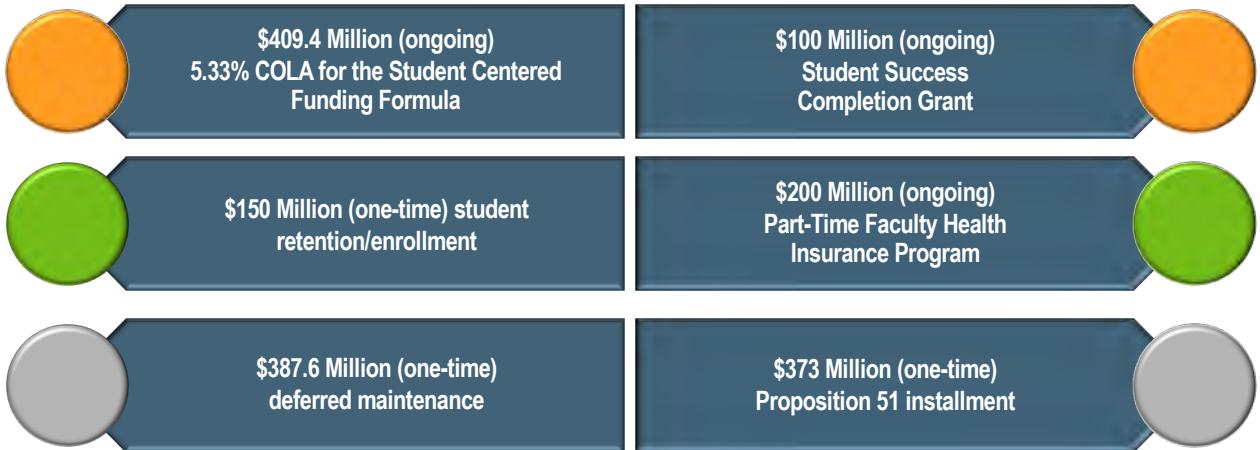 $409.4 Million (ongoing)
5.33% COLA for the Student Centered
Funding Formula
$100 Million (ongoing)
Student Success
Completion Grant
$150 Million (one-time) student
retention/enrollment
$200 Million (ongoing)
Part-Time Faculty Health
Insurance Program
$387.6 Million (one-time)
deferred maintenance
$373 Million (one-time)
Proposition 51 installment